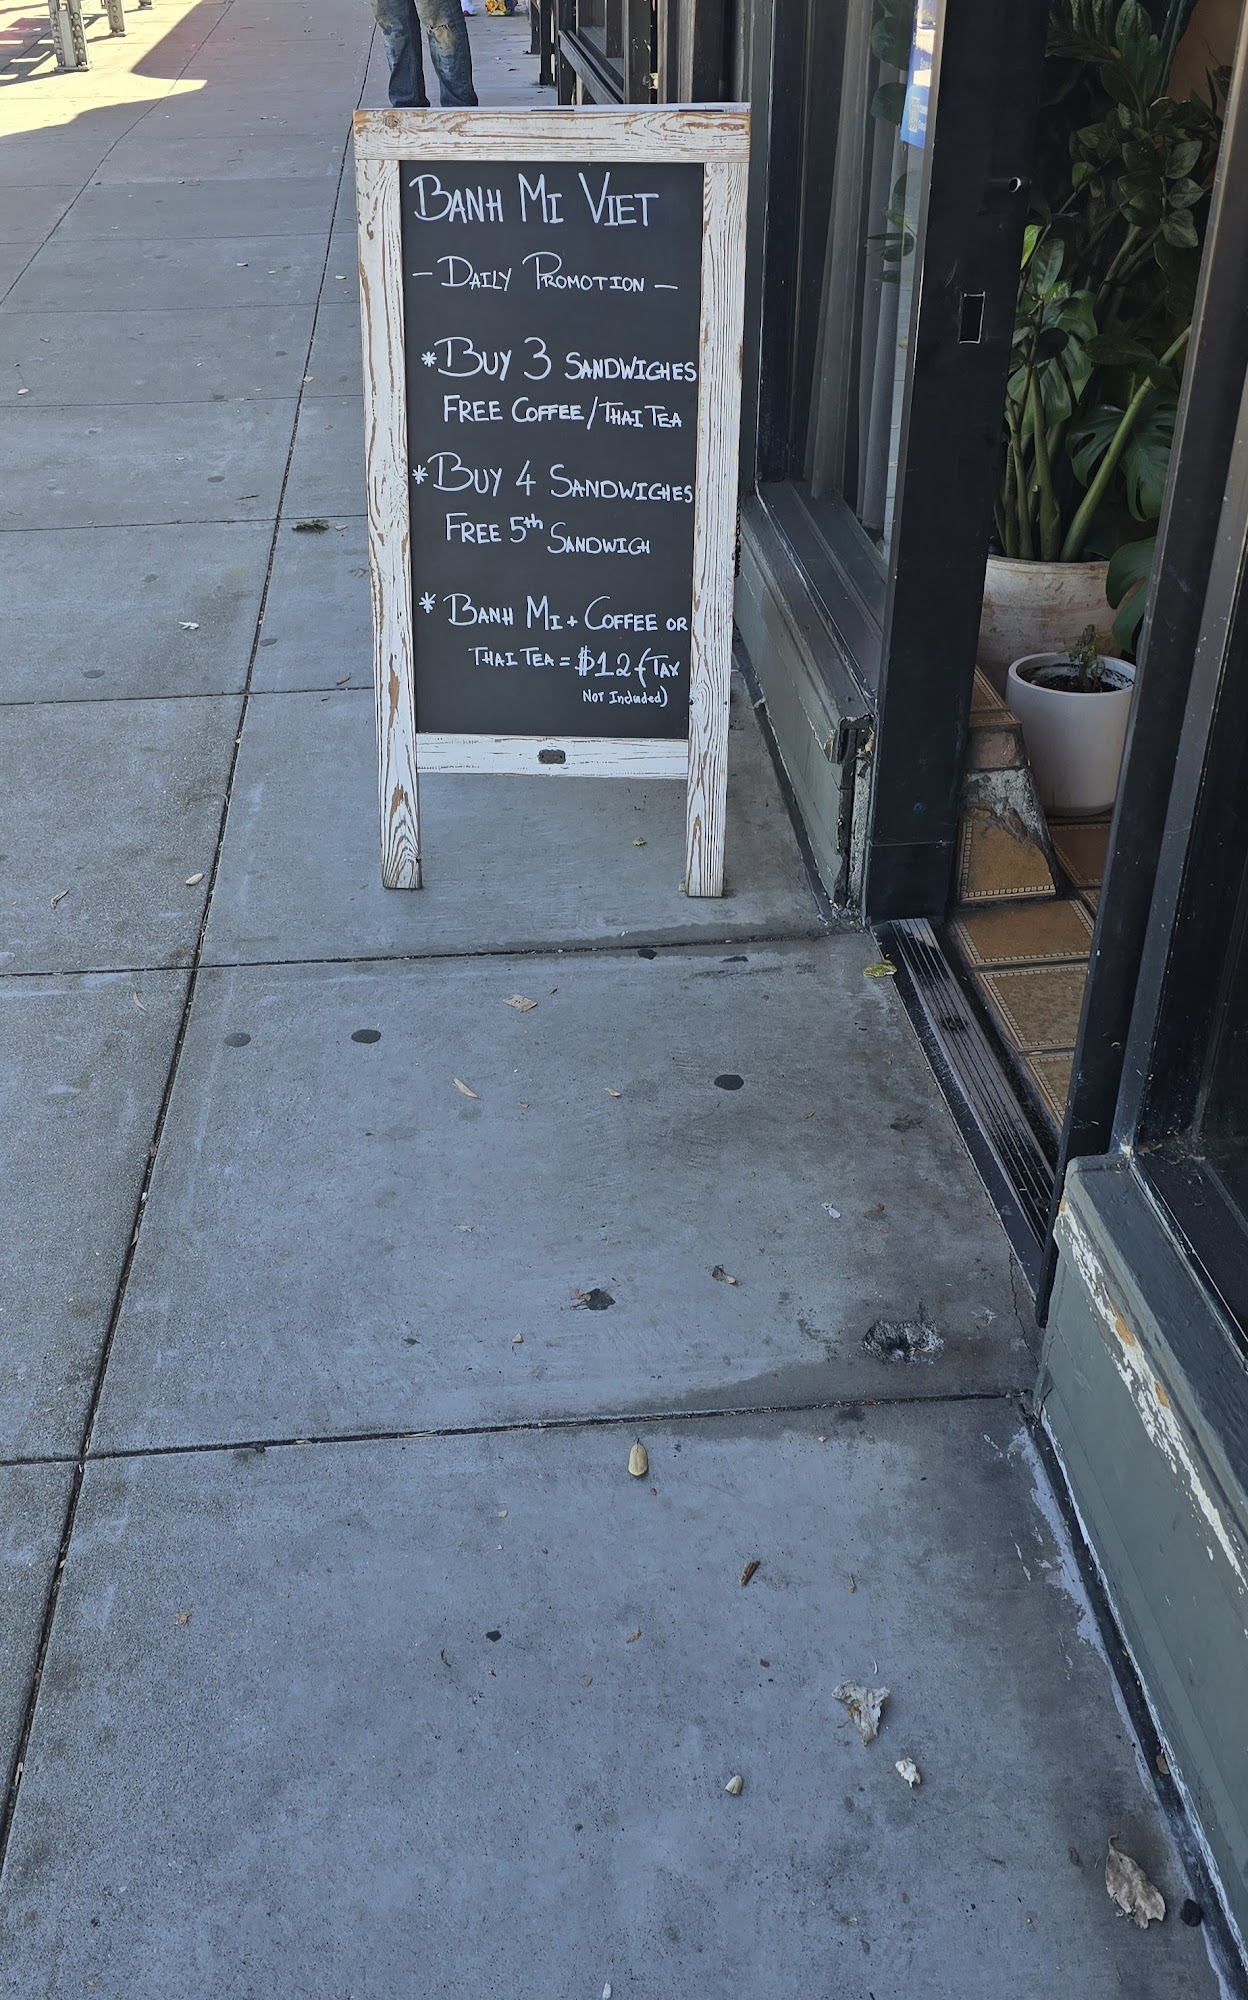 BANH MI VIET
- DAILY PROMOTION -
* BUY 3 SANDWICHES
FREE COFFEE/THAI TEA
* BUY 4 SANDWICHES
FREE 5th SANDWICH
* BANH MI + COFFEE OR
THAI TEA = $12 (TAX
NOT Included)